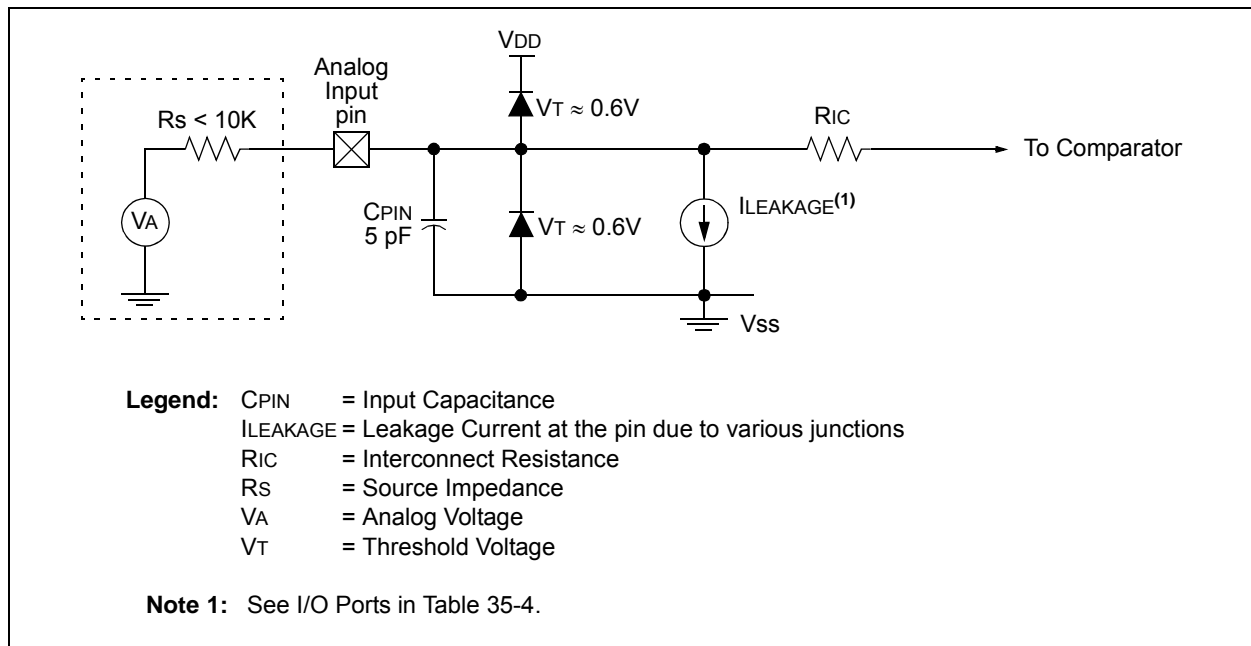 VDD
Analog
Input
pin
VT ≈ 0.6V
Rs < 10K
RIC
To Comparator
VA
CPIN
5 pF
VT ≈ 0.6V
ILEAKAGE(1)
Vss
Legend: CPIN = Input Capacitance
ILEAKAGE = Leakage Current at the pin due to various junctions
RIC = Interconnect Resistance
RS = Source Impedance
VA = Analog Voltage
VT = Threshold Voltage
Note 1: See I/O Ports in Table 35-4.